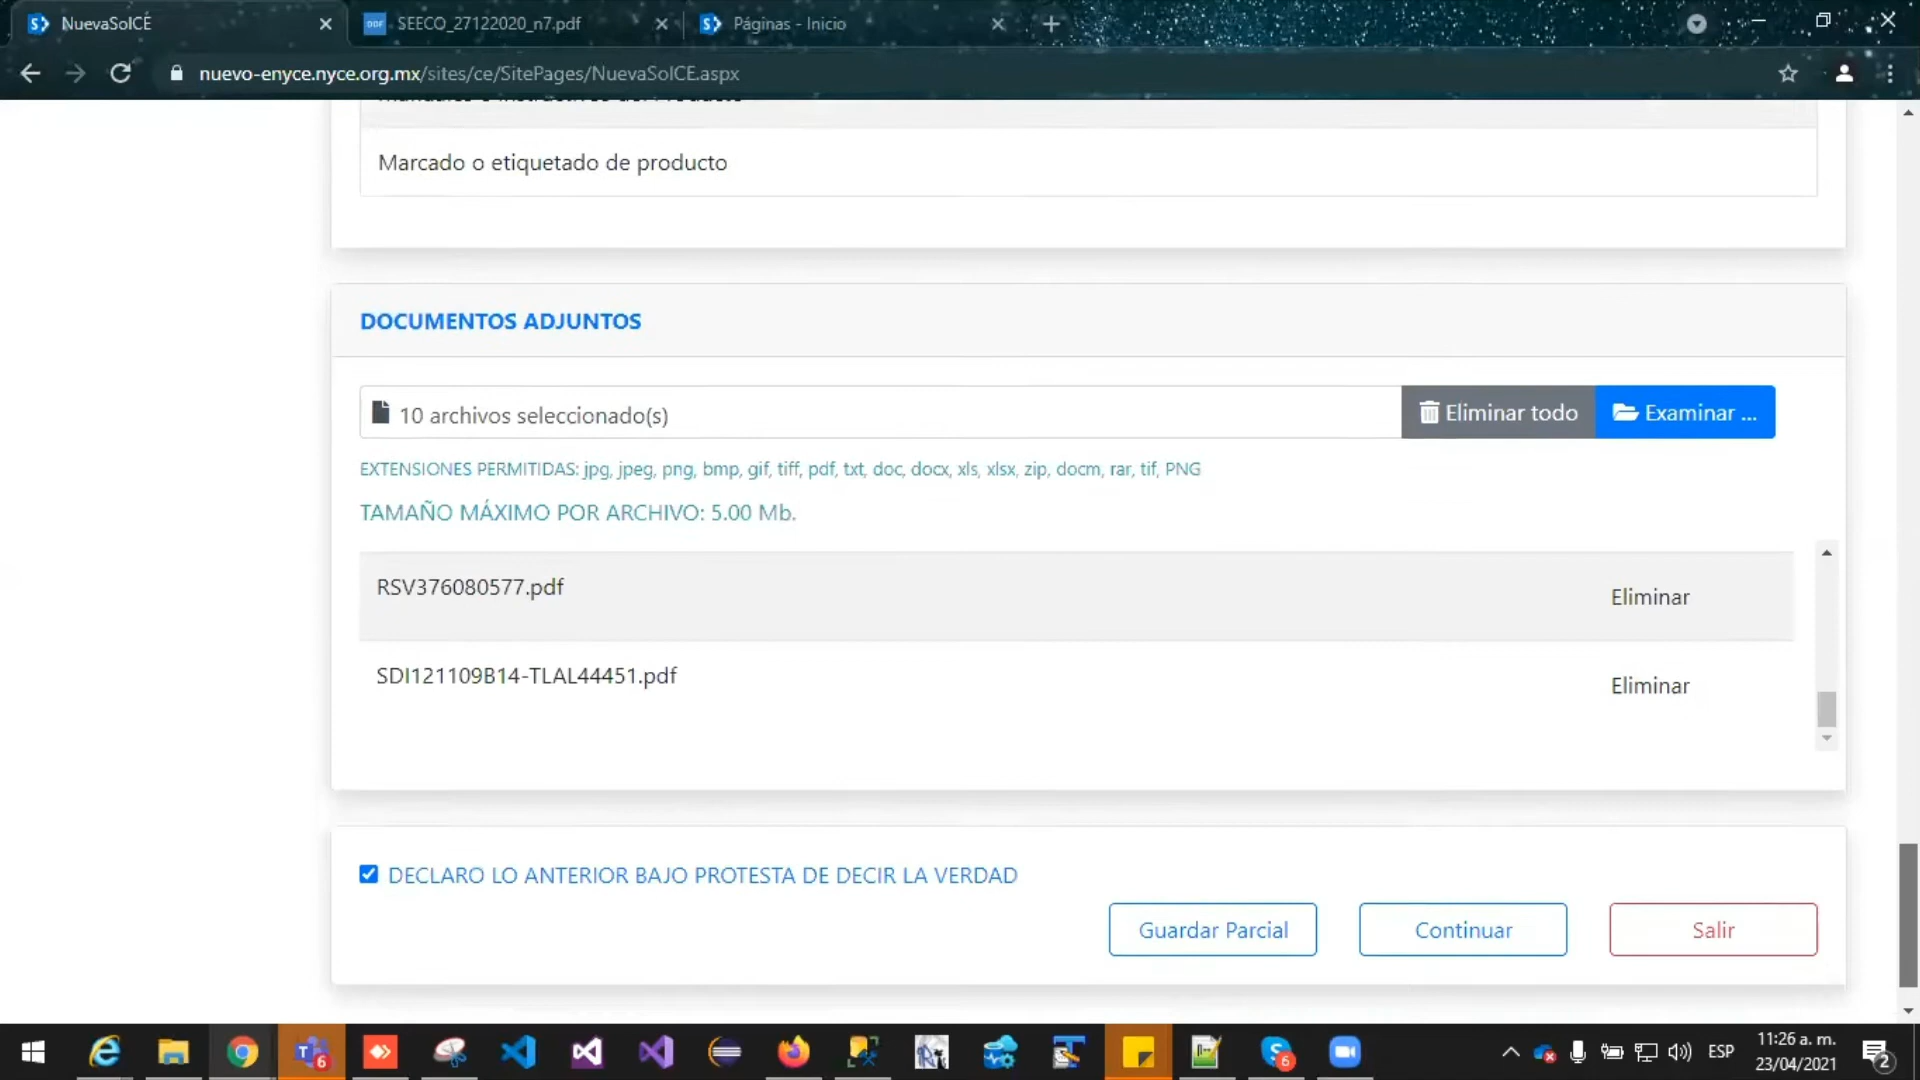 NuevaSolCE
SEECO_27122020_n7.pdf
Páginas - Inicio
nuevo-enyce.nyce.org.mx/sites/ce/SitePages/NuevaSolCE.aspx
Marcado o etiquetado de producto
DOCUMENTOS ADJUNTOS
10 archivos seleccionado(s)
Eliminar todo
Examinar ...
EXTENSIONES PERMITIDAS: jpg, jpeg, png, bmp, gif, tiff, pdf, txt, doc, docx, xls, xlsx, zip, docm, rar, tif, PNG
TAMAÑO MÁXIMO POR ARCHIVO: 5.00 Mb.
RSV376080577.pdf
Eliminar
SDI121109B14-TLAL44451.pdf
Eliminar
DECLARO LO ANTERIOR BAJO PROTESTA DE DECIR LA VERDAD
Guardar Parcial
Continuar
Salir
6
6
ESP
11:26 a. m.
23/04/2021
2